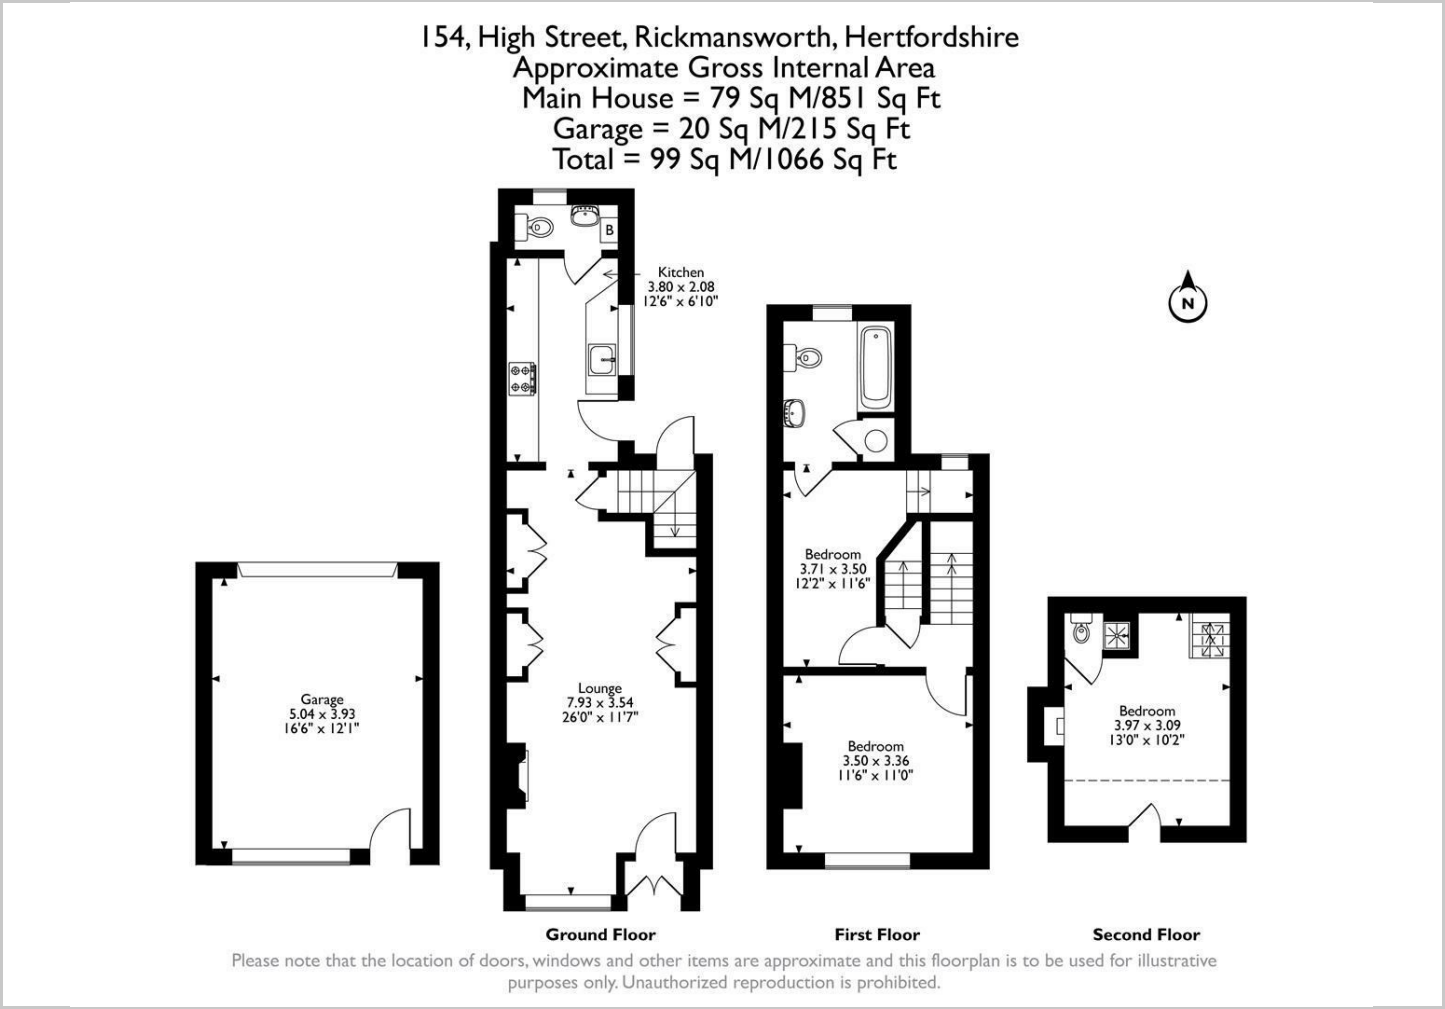 154, High Street, Rickmansworth, Hertfordshire
Approximate Gross Internal Area
Main House = 79 Sq M/851 Sq Ft
Garage = 20 Sq M/215 Sq Ft
Total = 99 Sq M/1066 Sq Ft
B
Kitchen
3.80 x 2.08
12'6" x 6'10"
N
Bedroom
3.71 x 3.50
12'2" x 11'6"
Garage
5.04 x 3.93
16'6" x 12'1"
Lounge
7.93 x 3.54
26'0" x 11'7"
Bedroom
3.50 x 3.36
11'6" x 11'0"
Bedroom
3.97 x 3.09
13'0" x 10'2"
Ground Floor
First Floor
Second Floor
Please note that the location of doors, windows and other items are approximate and this floorplan is to be used for illustrative
purposes only. Unauthorized reproduction is prohibited.